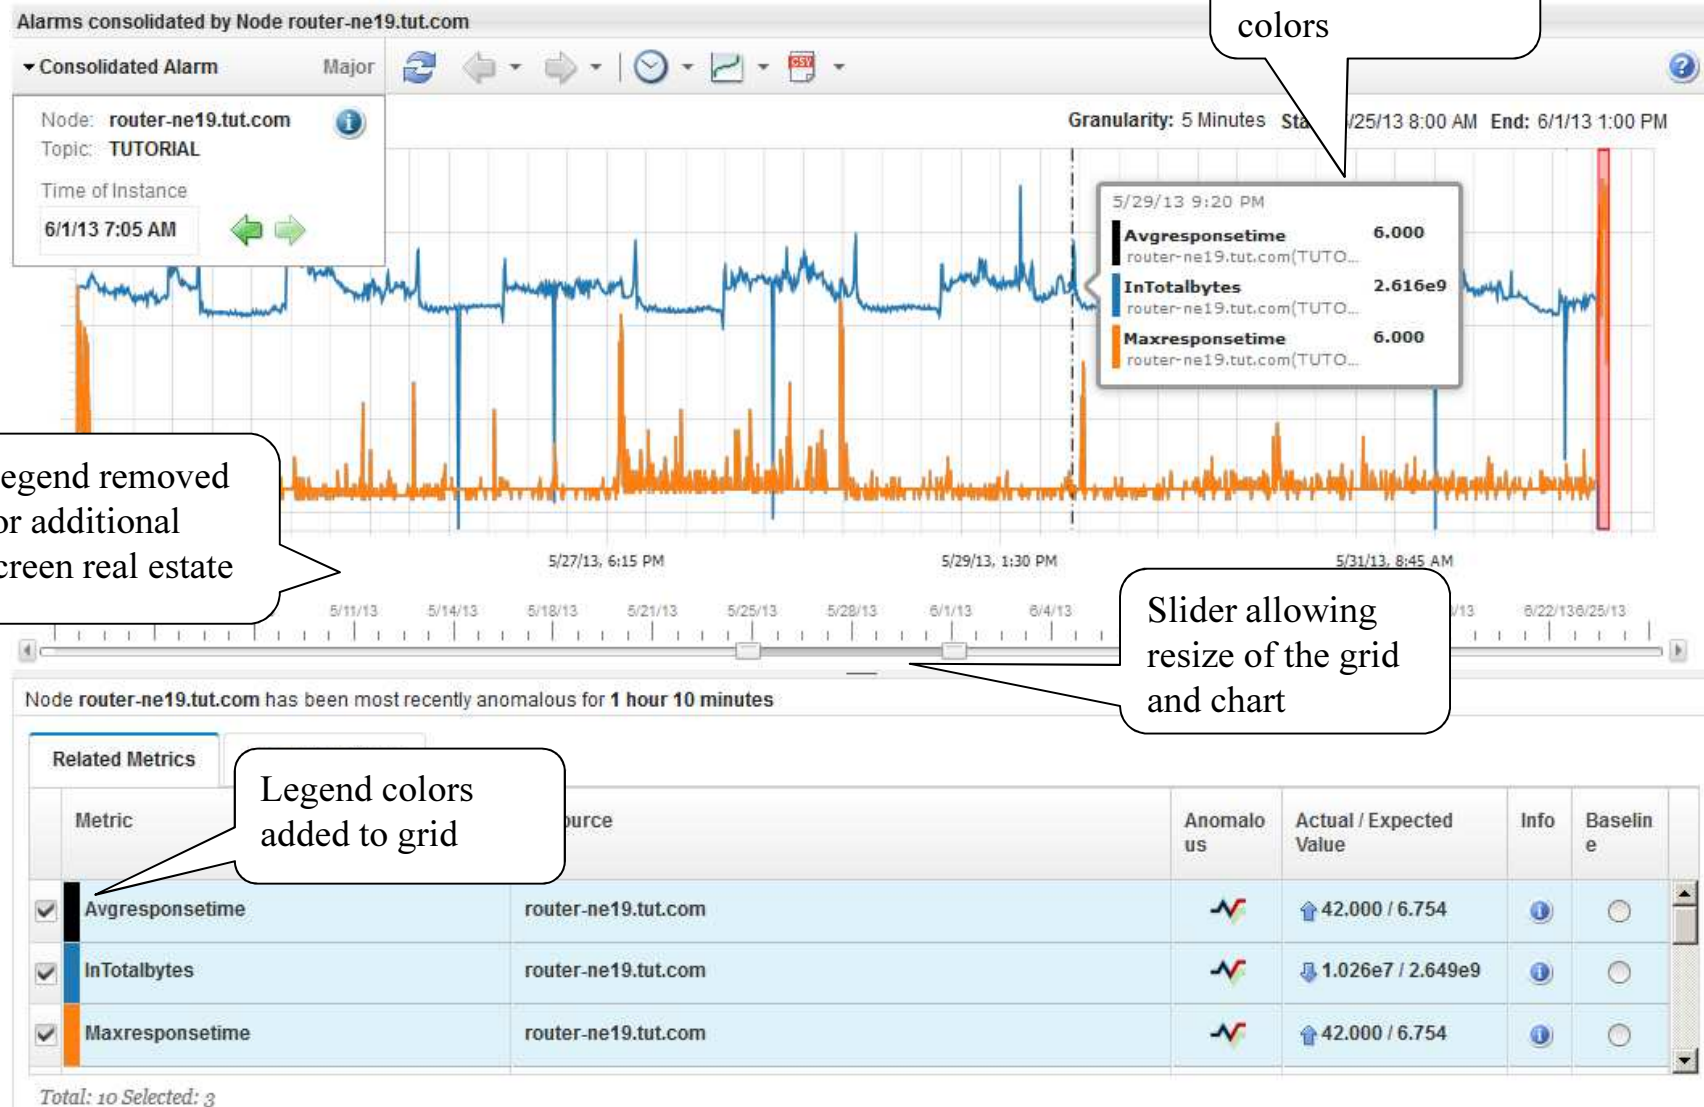 Alarms consolidated by Node router-ne19.tut.com
colors
Consolidated Alarm Major
CSV
Node: router-ne19.tut.com
Topic: TUTORIAL
Time of Instance
6/1/13 7:05 AM
Granularity: 5 Minutes /25/13 8:00 AM End: 6/1/13 1:00 PM
5/29/13 9:20 PM
Avgresponsetime 6.000
router-ne19.tut.com(TUTO...
InTotalbytes 2.616e9
router-ne19.tut.com(TUTO...
Maxresponsetime 6.000
router-ne19.tut.com(TUTO...
egend removed
or additional
creen real estate
5/27/13, 6:15 PM 5/29/13, 1:30 PM 5/31/13, 8:45 AM
5/11/13 5/14/13 5/18/13 5/21/13 5/25/13 5/28/13 6/1/13 6/4/13 /13 6/22/13 6/25/13
Slider allowing
resize of the grid
and chart
Node router-ne19.tut.com has been most recently anomalous for 1 hour 10 minutes
Related Metrics
Legend colors
added to grid
Metric ource Anomalo
us Actual / Expected
Value Info Baselin
e
Avgresponsetime router-ne19.tut.com 42.000 / 6.754
InTotalbytes router-ne19.tut.com 1.026e7 / 2.649e9
Maxresponsetime router-ne19.tut.com 42.000 / 6.754
Total: 10 Selected: 3